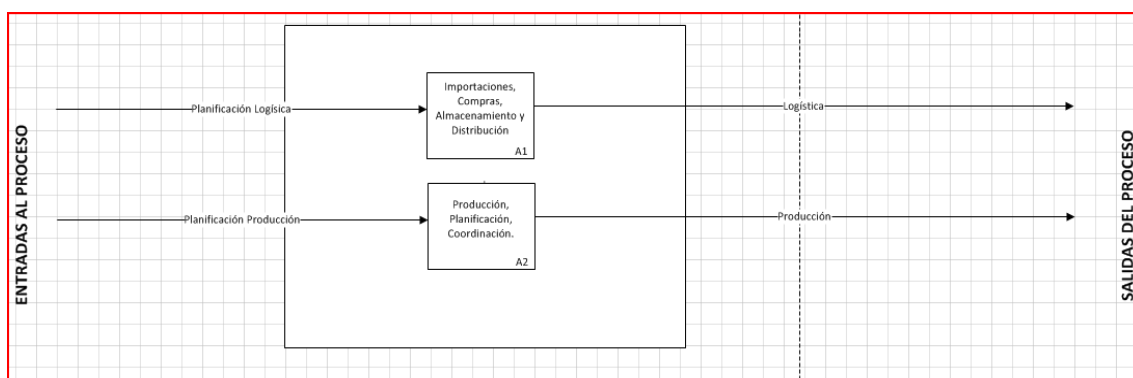 ENTRADAS AL PROCESO
Planificación Logísica
Importaciones,
Compras,
Almacenamiento y
Distribución
A1
Logística
Planificación Producción
Producción,
Planificación,
Coordinación.
A2
Producción
SALIDAS DEL PROCESO